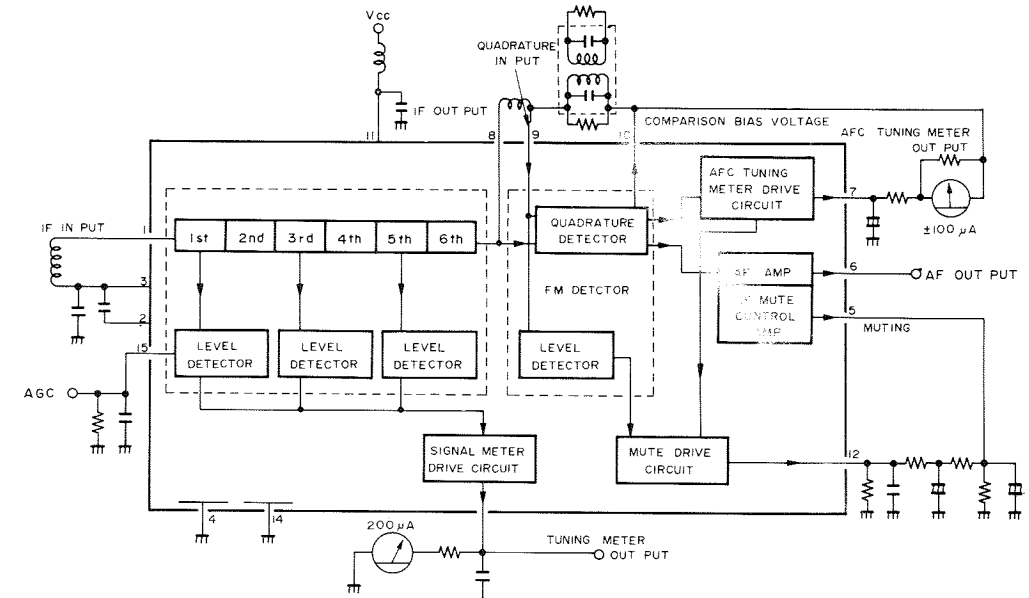 Vcc
QUADRATURE
IN PUT
IF OUT PUT
11
8
9
10
COMPARISON BIAS VOLTAGE
AFC TUNING METER
OUT PUT
AFC TUNING
METER DRIVE
CIRCUIT
7
±100 μA
IF IN PUT
1st 2nd 3rd 4th 5th 6th
QUADRATURE
DETECTOR
AF AMP
6
AF OUT PUT
3
FM DETCTOR
MUTE
CONTROL
AMP
5
MUTING
2
15
LEVEL
DETECTOR
LEVEL
DETECTOR
LEVEL
DETECTOR
LEVEL
DETECTOR
AGC
SIGNAL METER
DRIVE CIRCUIT
MUTE DRIVE
CIRCUIT
12
4
14
200 μA
TUNING METER
OUT PUT